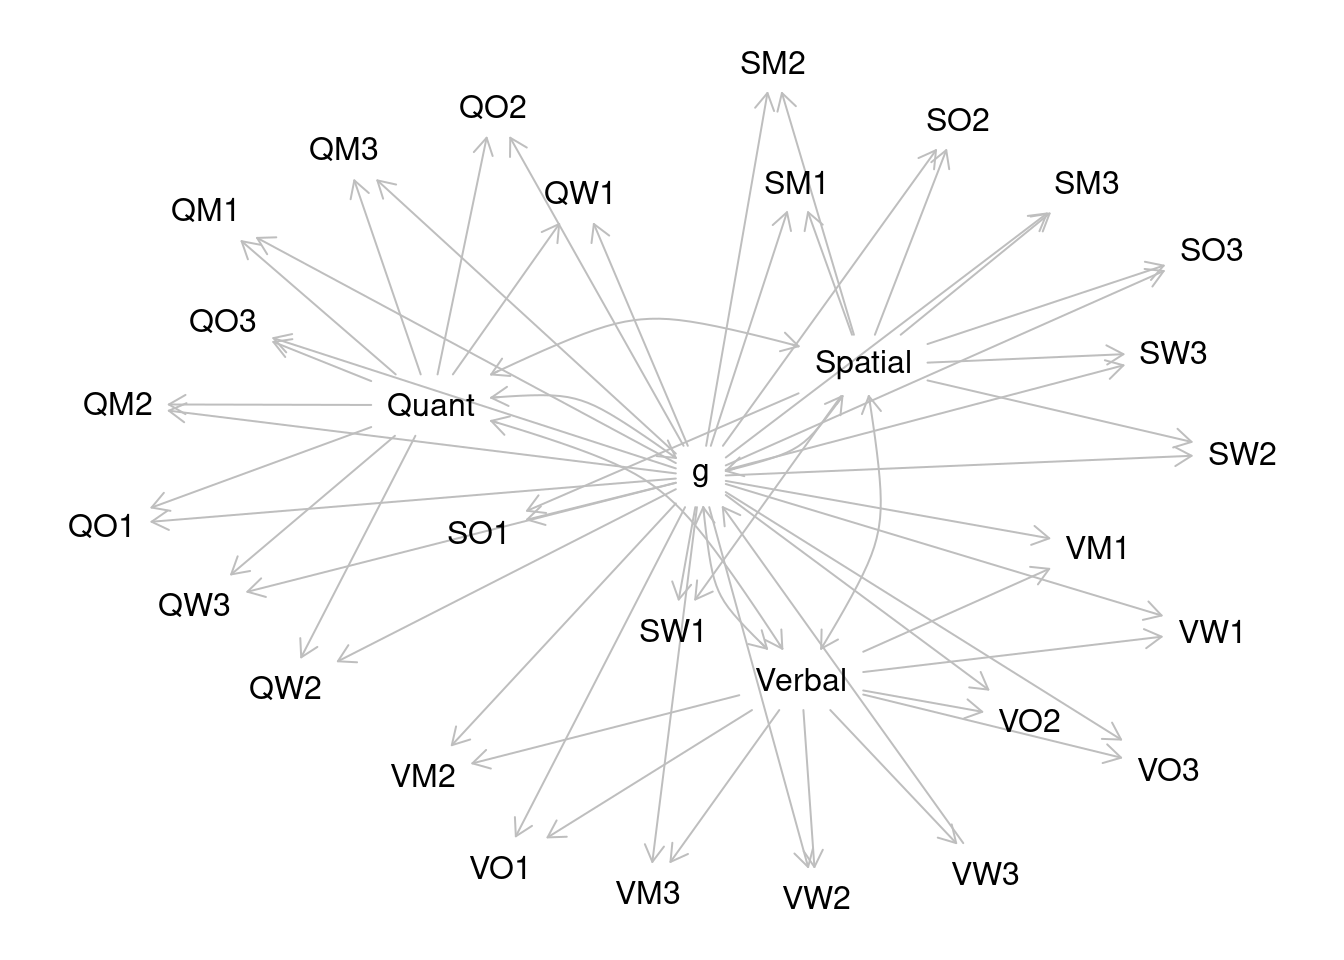 SM2
QO2
SO2
QM3
SM1
SM3
QW1
QM1
SO3
QO3
SW3
Spatial
QM2
Quant
SW2
g
QO1
SO1
VM1
QW3
SW1
VW1
Verbal
QW2
VO2
VO3
VM2
VO1
VW3
VM3
VW2